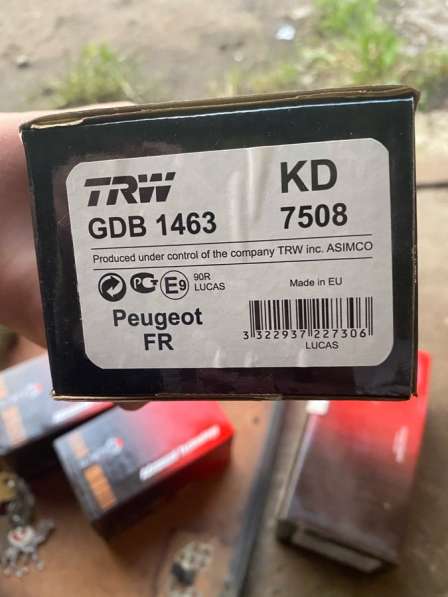 TRW
KD
GDB 1463
7508
Produced under control of the company TRW inc. ASIMCO
E9
90R
LUCAS
Made in EU
Peugeot
FR
3 322937 227306
LUCAS